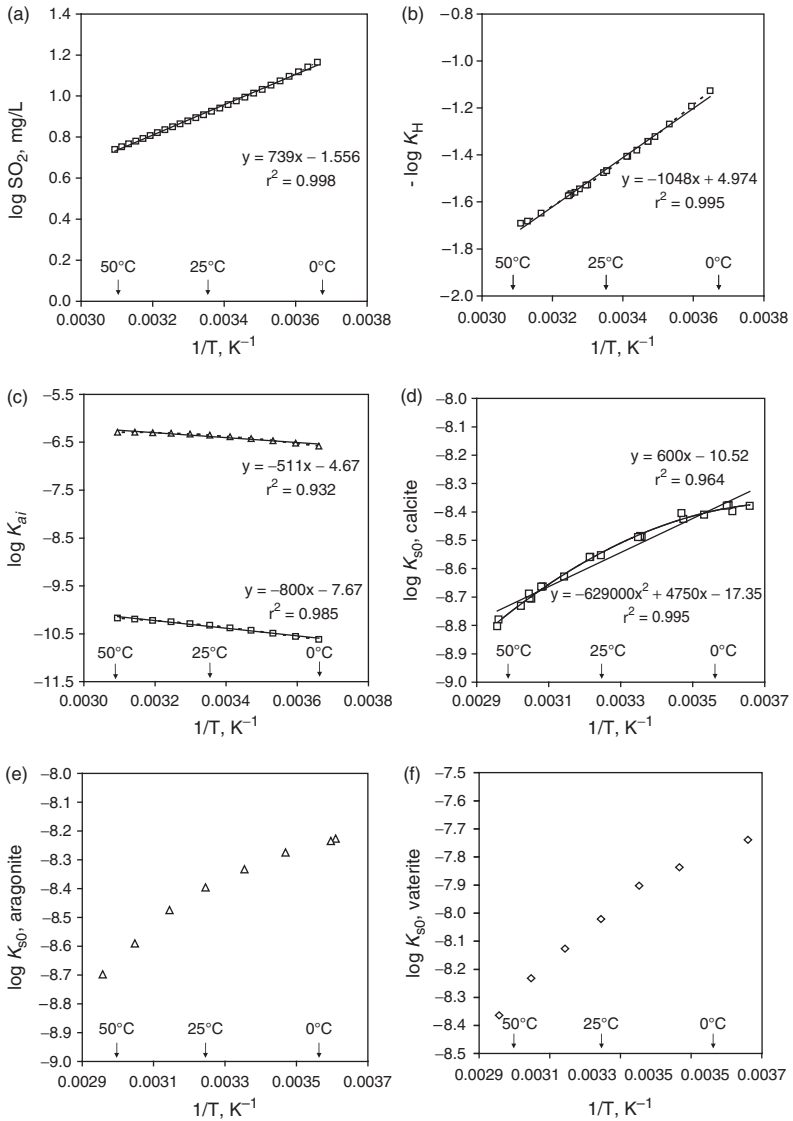 (a)
log SO2, mg/L
1.4
1.2
1.0
0.8
0.6
0.4
0.2
0.0
y = 739x − 1.556
r² = 0.998
50°C
25°C
0°C
0.0030 0.0032 0.0034 0.0036 0.0038
1/T, K⁻¹
(b)
- log KH
−0.8
−1.0
−1.2
−1.4
−1.6
−1.8
−2.0
y = −1048x + 4.974
r² = 0.995
50°C
25°C
0°C
0.0030 0.0032 0.0034 0.0036 0.0038
1/T, K⁻¹
(c)
log Kai
−5.5
−6.5
−7.5
−8.5
−9.5
−10.5
−11.5
y = −511x − 4.67
r² = 0.932
y = −800x − 7.67
r² = 0.985
50°C
25°C
0°C
0.0030 0.0032 0.0034 0.0036 0.0038
1/T, K⁻¹
(d)
log Ks0, calcite
−8.0
−8.1
−8.2
−8.3
−8.4
−8.5
−8.6
−8.7
−8.8
−8.9
−9.0
y = 600x − 10.52
r² = 0.964
y = −629000x² + 4750x − 17.35
r² = 0.995
50°C
25°C
0°C
0.0029 0.0031 0.0033 0.0035 0.0037
1/T, K⁻¹
(e)
log Ks0, aragonite
−8.0
−8.1
−8.2
−8.3
−8.4
−8.5
−8.6
−8.7
−8.8
−8.9
−9.0
50°C
25°C
0°C
0.0029 0.0031 0.0033 0.0035 0.0037
1/T, K⁻¹
(f)
log Ks0, vaterite
−7.5
−7.6
−7.7
−7.8
−7.9
−8.0
−8.1
−8.2
−8.3
−8.4
−8.5
50°C
25°C
0°C
0.0029 0.0031 0.0033 0.0035 0.0037
1/T, K⁻¹